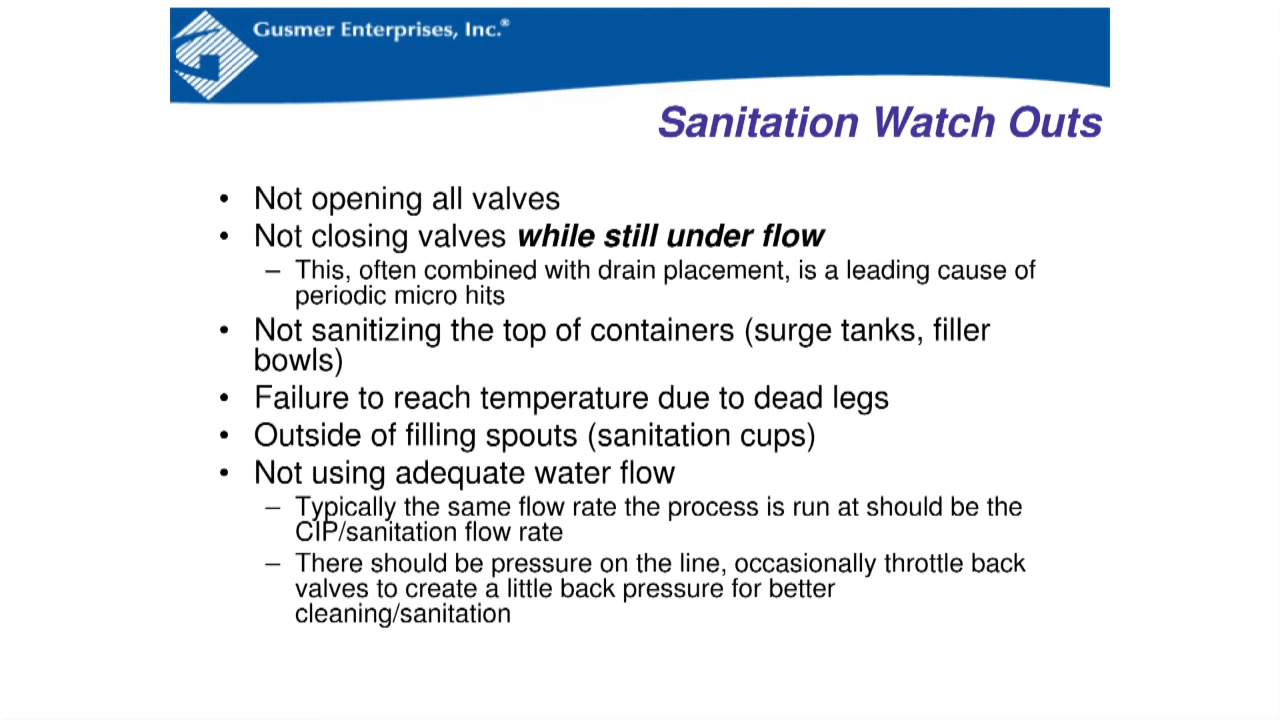 Gusmer Enterprises, Inc.®
Sanitation Watch Outs
• Not opening all valves
• Not closing valves while still under flow
– This, often combined with drain placement, is a leading cause of
periodic micro hits
• Not sanitizing the top of containers (surge tanks, filler
bowls)
• Failure to reach temperature due to dead legs
• Outside of filling spouts (sanitation cups)
• Not using adequate water flow
– Typically the same flow rate the process is run at should be the
CIP/sanitation flow rate
– There should be pressure on the line, occasionally throttle back
valves to create a little back pressure for better
cleaning/sanitation